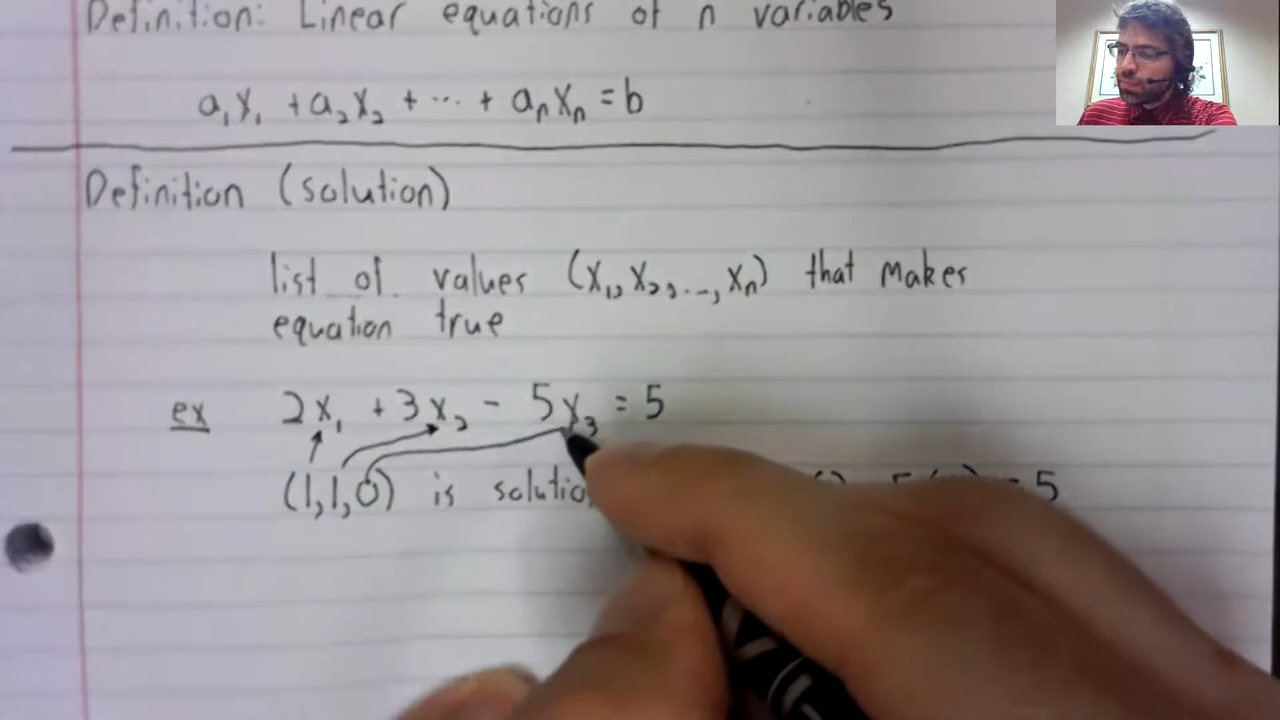 Definition: Linear equations of n variables
a₁x₁ + a₂x₂ + ... + aₙxₙ = b
Definition (solution)
list of values (x₁, x₂, ..., xₙ) that makes
equation true
ex 2x₁ + 3x₂ - 5x₃ = 5
(1,1,0) is = 5